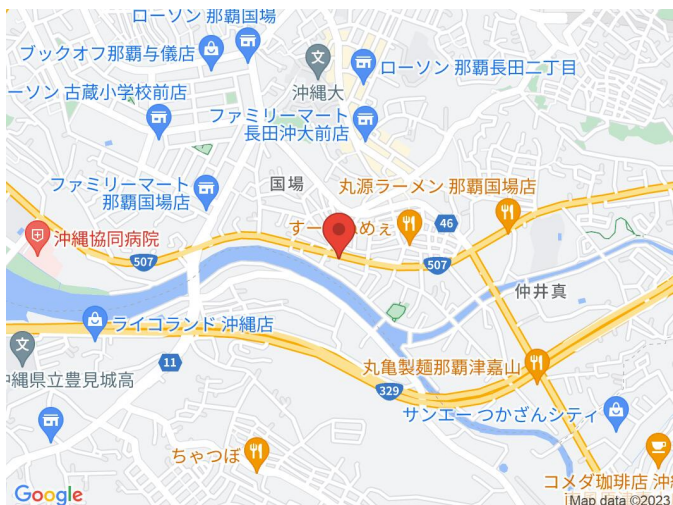 ローソン 那覇国場
ブックオフ那覇与儀店
沖縄大
ローソン 那覇長田二丁目
ーソン 古蔵小学校前店
ファミリーマート
長田沖大前店
ファミリーマート
那覇国場店
国場
丸源ラーメン 那覇国場店
すー
めぇ
46
沖縄協同病院
507
507
仲井真
ライコランド 沖縄店
縄県立豊見城高
11
丸亀製麺那覇津嘉山
329
サンエー つかざんシティ
ちゃつぼ
コメダ珈琲店 沖縄
Google
Map data ©2023